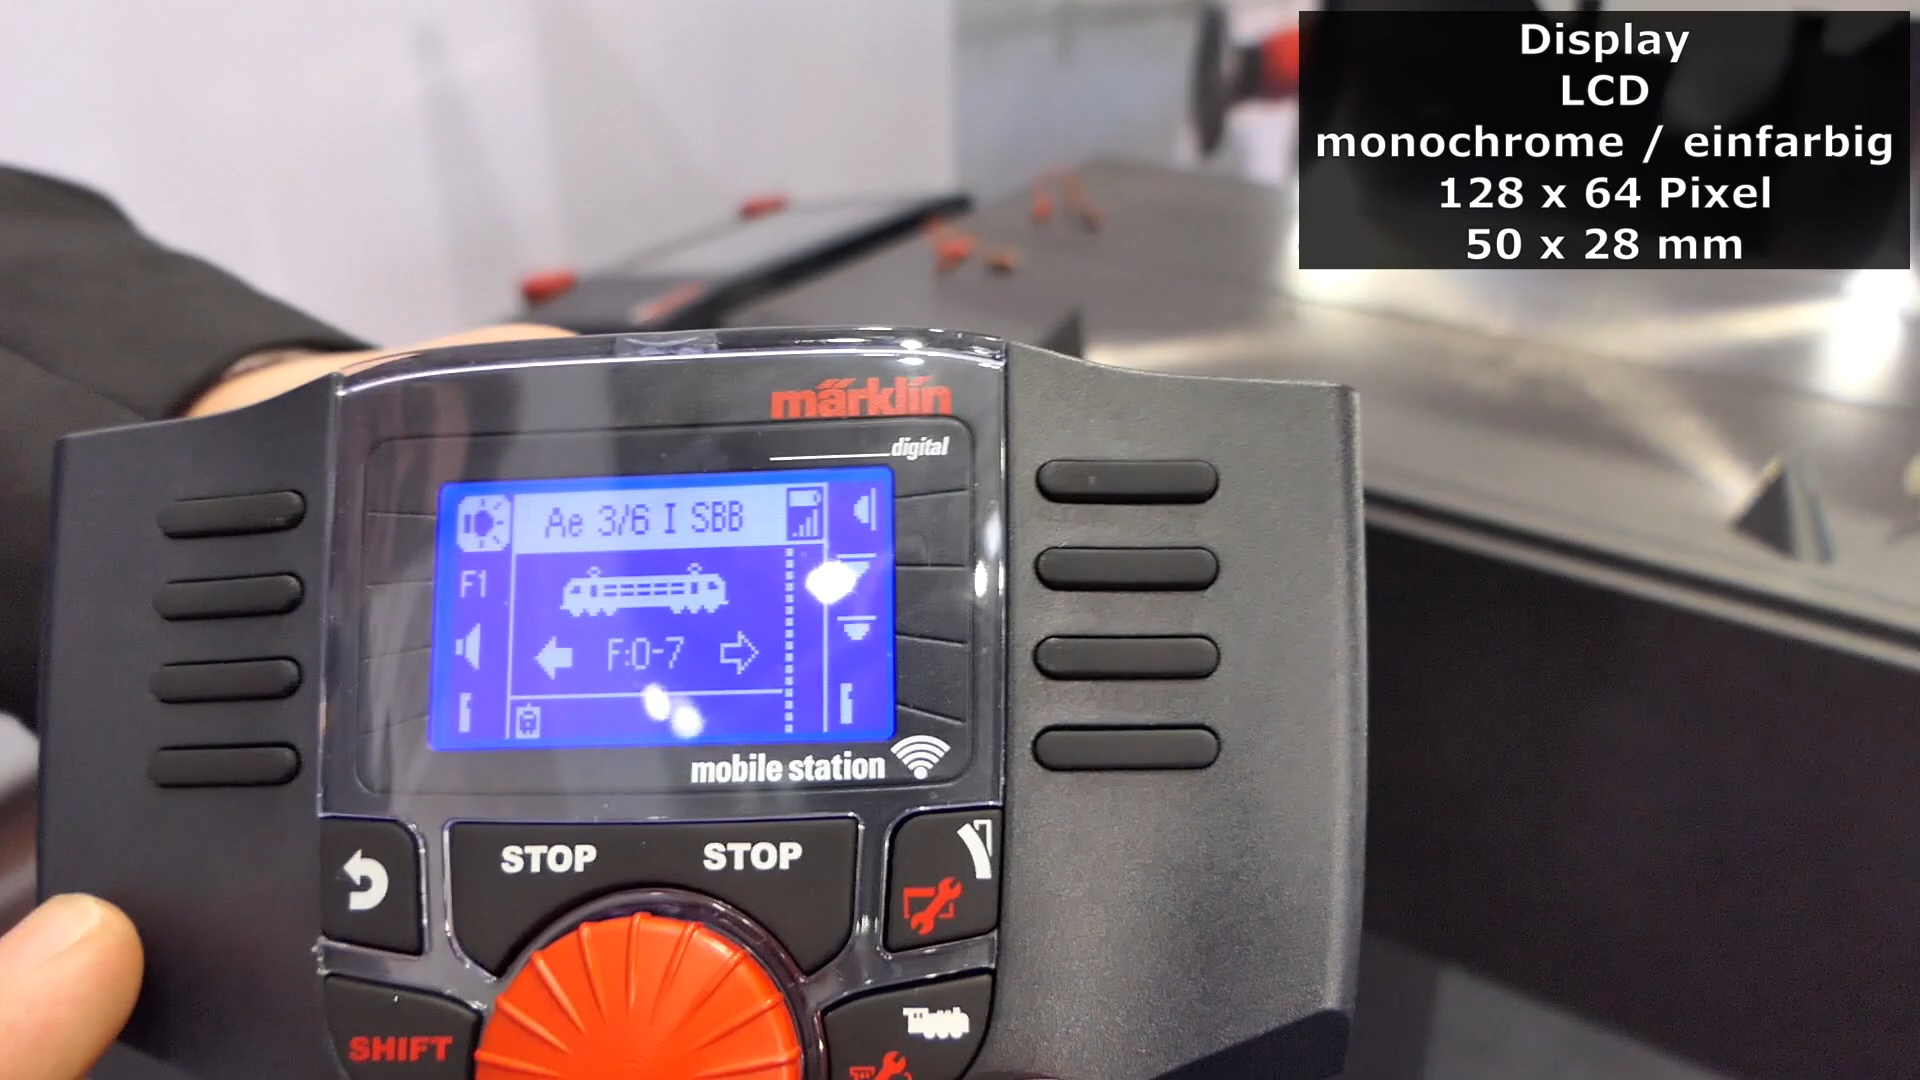 Display
LCD
monochrome / einfarbig
128 x 64 Pixel
50 x 28 mm
märklin
digital
Ae 3/6 I SBB
F1
F:0-7
mobile station
STOP STOP
SHIFT